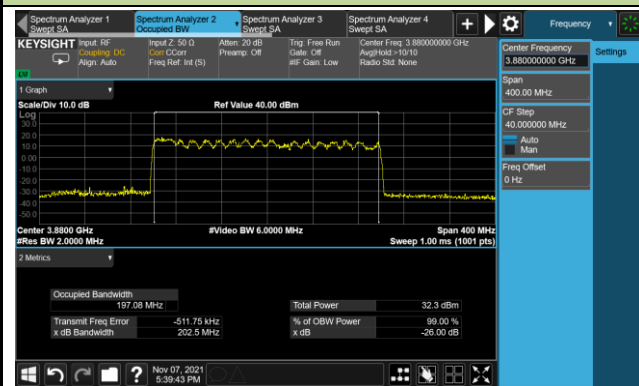 Spectrum Analyzer 1
Swept SA
Spectrum Analyzer 2
Occupied BW
Spectrum Analyzer 3
Swept SA
Spectrum Analyzer 4
Swept SA
Frequency
KEYSIGHT
Input: RF
Coupling: DC
Align: Auto
Input Z: 50 Ω
Corr CCorr
Freq Ref: Int (S)
Atten: 20 dB
Preamp: Off
Trig: Free Run
Gate: Off
#IF Gain: Low
Center Freq: 3.880000000 GHz
Avg|Hold:>10/10
Radio Std: None
Center Frequency
3.880000000 GHz
Settings
Span
400.00 MHz
CF Step
40.000000 MHz
Auto
Man
Freq Offset
0 Hz
1 Graph
Scale/Div 10.0 dB
Ref Value 40.00 dBm
Log
30.0
20.0
10.0
0.00
-10.0
-20.0
-30.0
-40.0
-50.0
Center 3.8800 GHz
#Video BW 6.0000 MHz
Span 400 MHz
#Res BW 2.0000 MHz
Sweep 1.00 ms (1001 pts)
2 Metrics
Occupied Bandwidth
197.08 MHz
Total Power 32.3 dBm
Transmit Freq Error -511.75 kHz
% of OBW Power 99.00 %
x dB Bandwidth 202.5 MHz
x dB -26.00 dB
?
Nov 07, 2021
5:39:43 PM